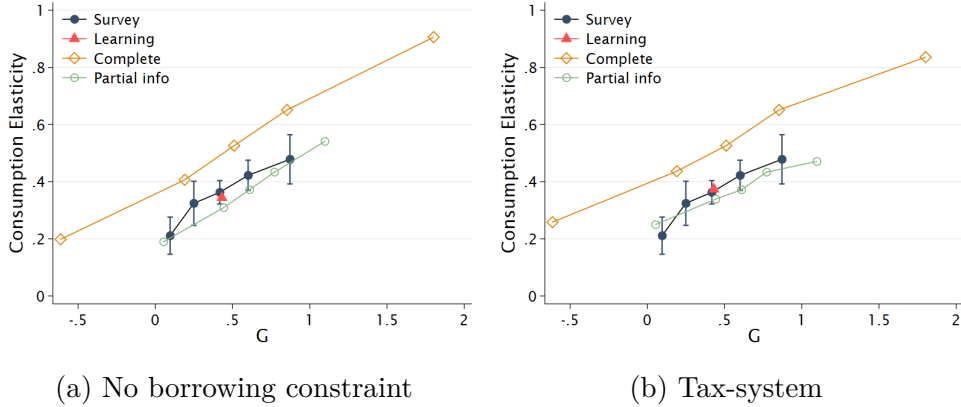 Survey
Learning
Complete
Partial info
Consumption Elasticity
1
.8
.6
.4
.2
0
-.5
0
.5
1
1.5
2
G
(a) No borrowing constraint
Survey
Learning
Complete
Partial info
Consumption Elasticity
1
.8
.6
.4
.2
0
-.5
0
.5
1
1.5
2
G
(b) Tax-system